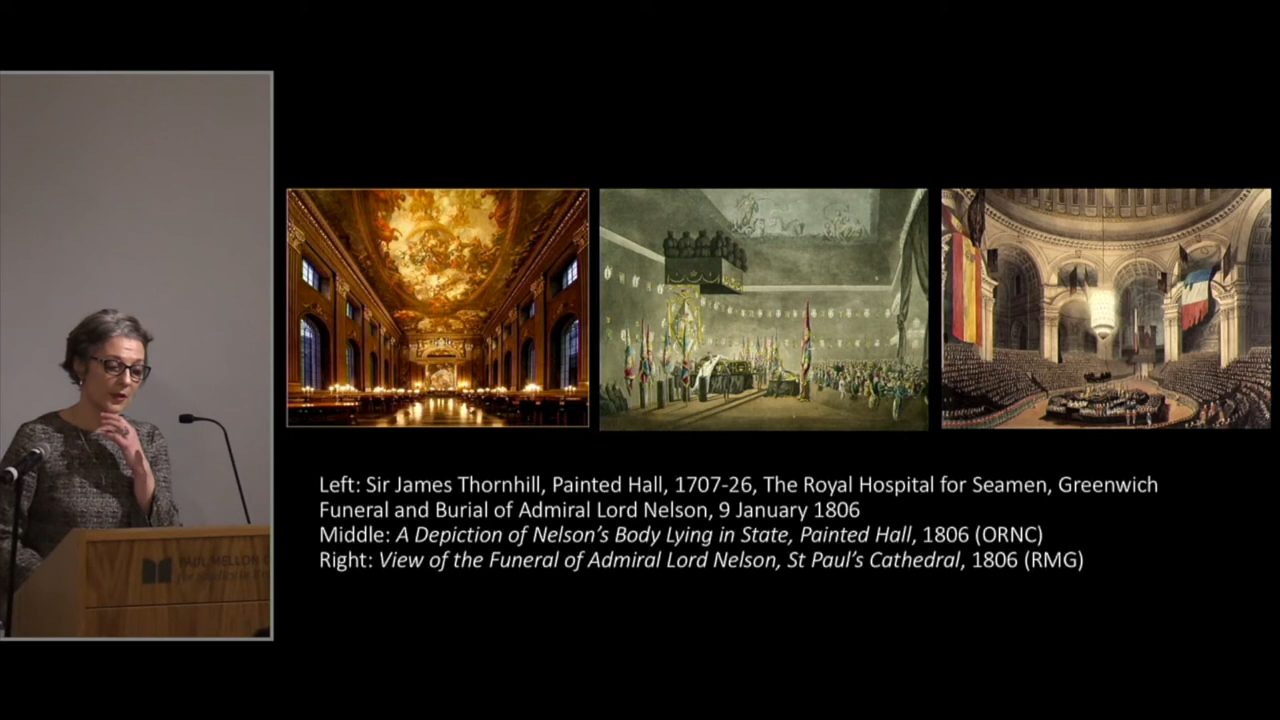 PAUL MELLON
Left: Sir James Thornhill, Painted Hall, 1707-26, The Royal Hospital for Seamen, Greenwich
Funeral and Burial of Admiral Lord Nelson, 9 January 1806
Middle: A Depiction of Nelson’s Body Lying in State, Painted Hall, 1806 (ORNC)
Right: View of the Funeral of Admiral Lord Nelson, St Paul’s Cathedral, 1806 (RMG)